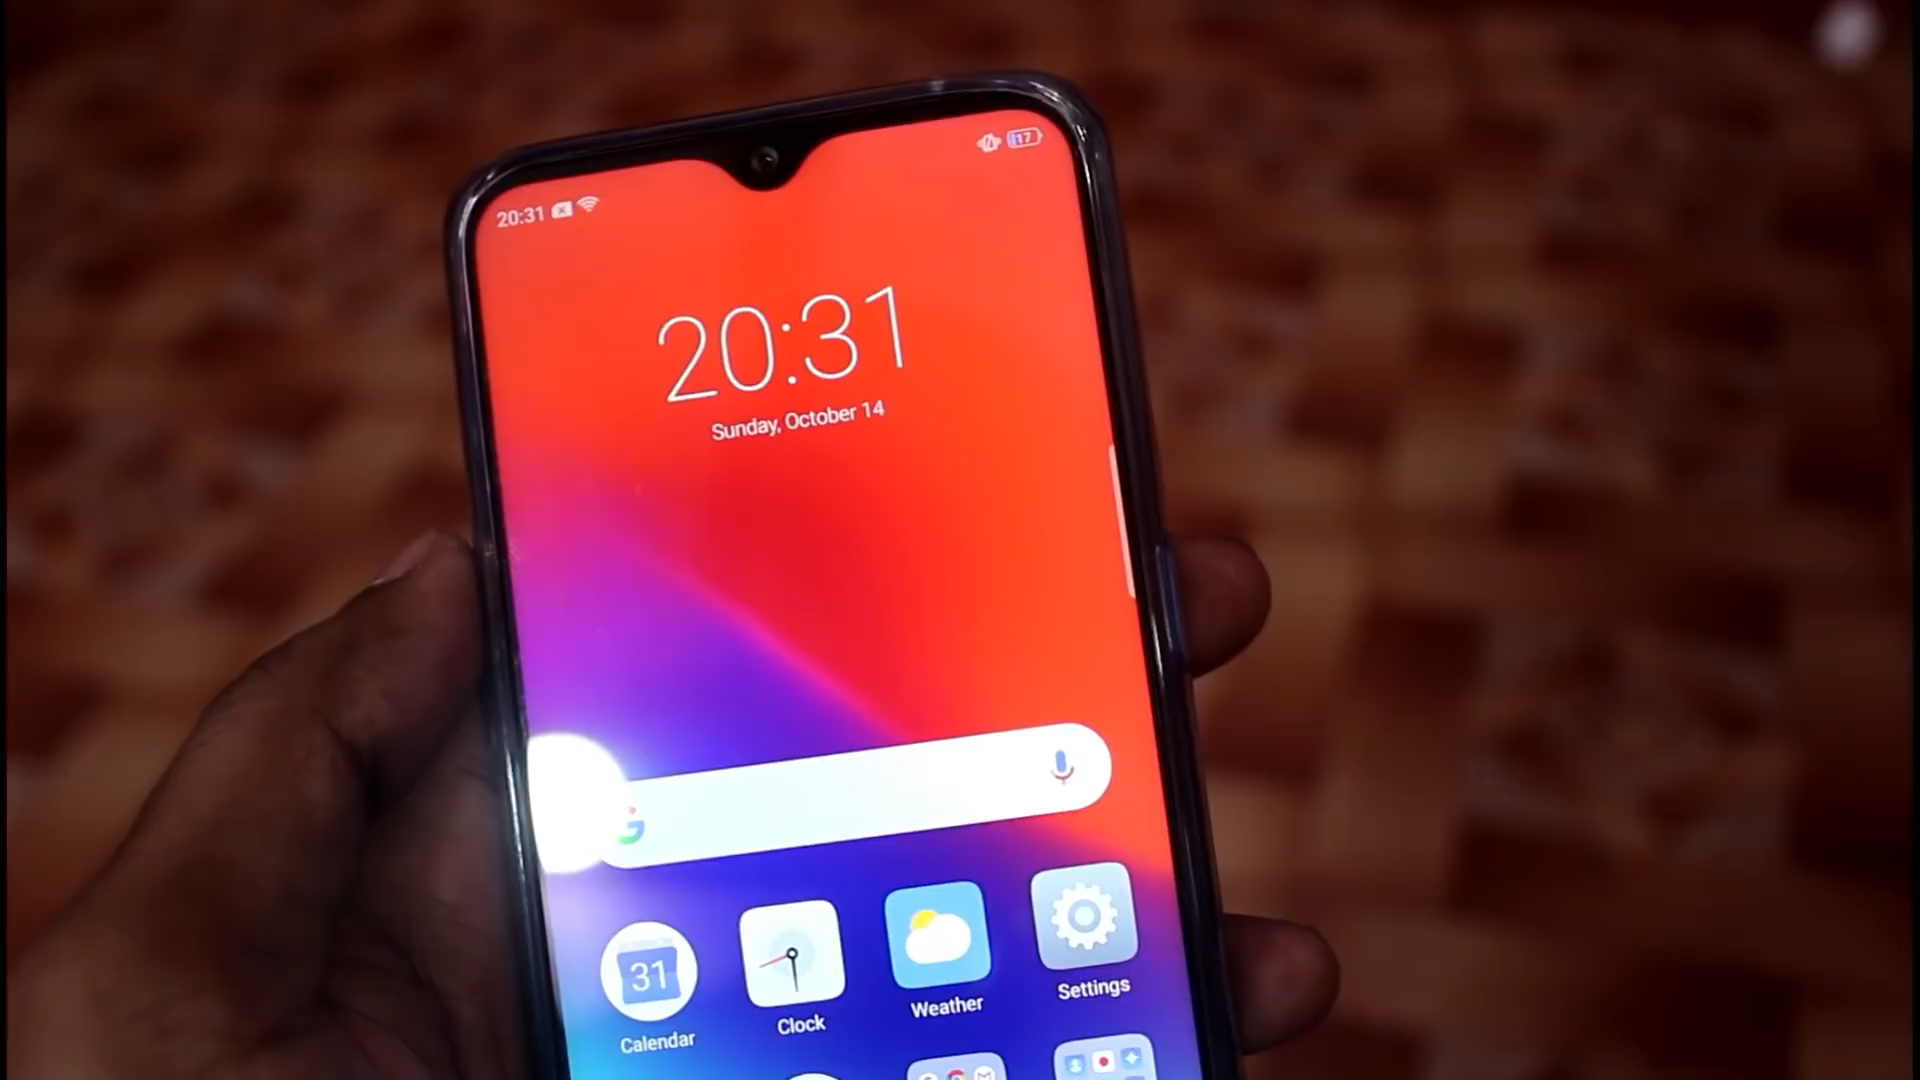 20:31
17
20:31
Sunday, October 14
G
31
Calendar
Clock
Weather
Settings